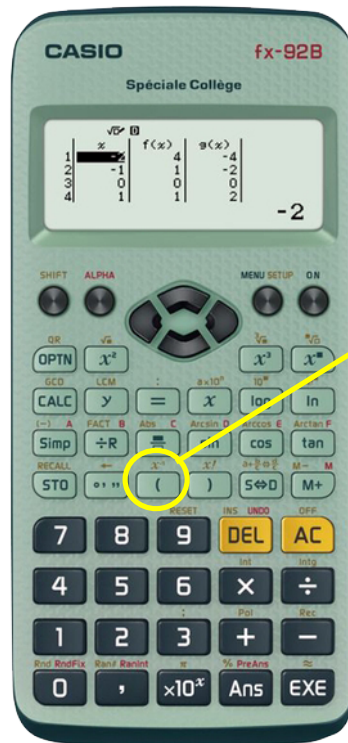 CASIO fx-92B
Spéciale Collège
√▱ D
x f(x) g(x)
1 -2 4 -4
2 -1 1 -2
3 0 0 0
4 1 1 2
-2
SHIFT ALPHA MENU SETUP ON
QR
OPTN x² x³ x■
GCD LCM : a×10ⁿ 10■
CALC y = x log ln
(−) A FACT B Abs C Arcsin D Arccos E Arctan F
Simp ÷R sin cos tan
RECALL ← x! M− M
STO ° ’ ” ( ) S⇔D M+
RESET INS UNDO OFF
7 8 9 DEL AC
Int Intg
4 5 6 × ÷
; Pol Rec
1 2 3 + −
Rnd RndFix Ran# RanInt π % PreAns ≈
0 , ×10ˣ Ans EXE